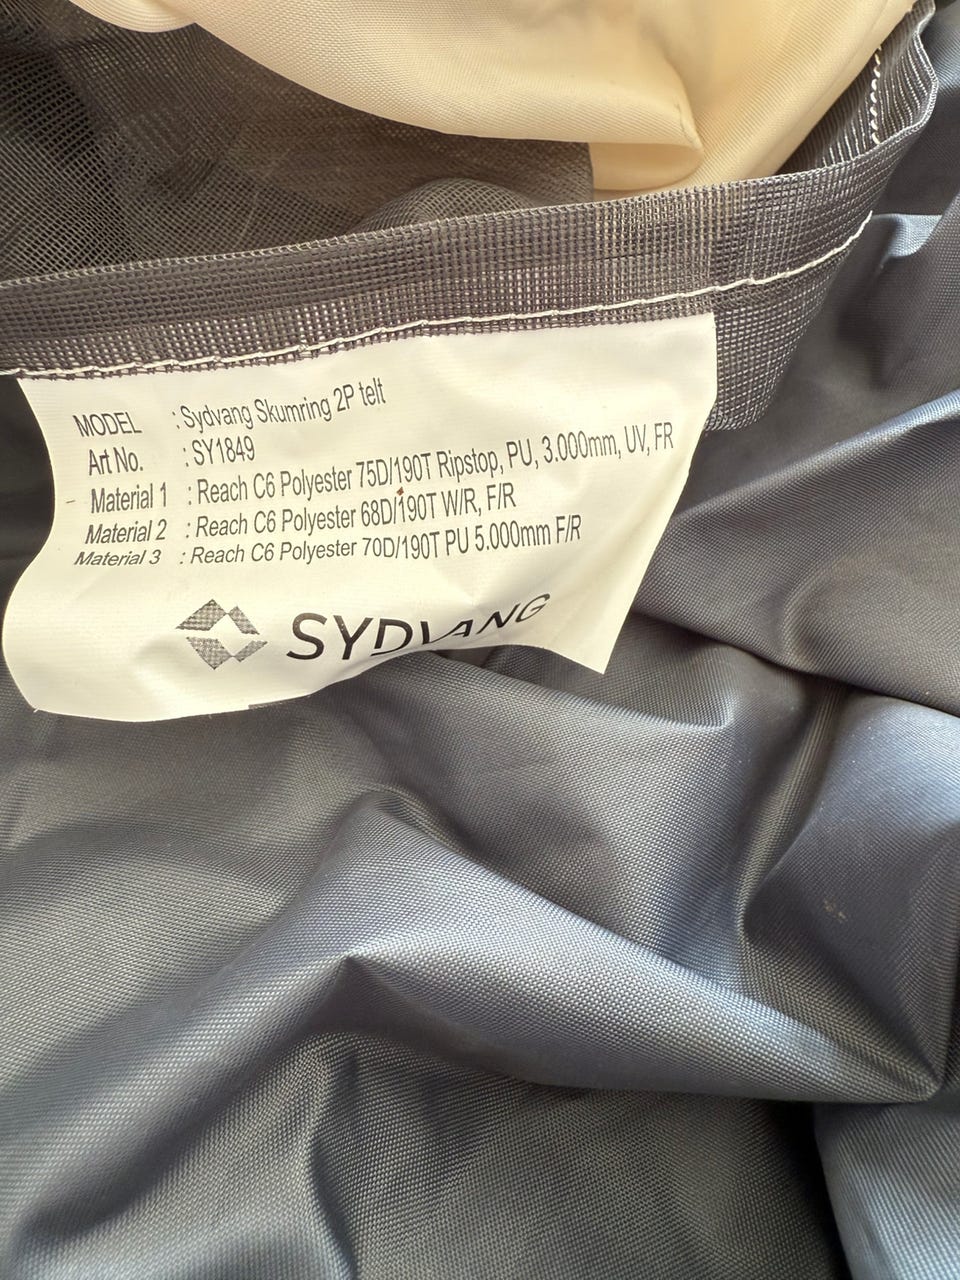 MODEL : Sydvang Skumring 2P telt
Art No. : SY1849
Material 1 : Reach C6 Polyester 75D/190T Ripstop, PU, 3.000mm, UV, FR
Material 2 : Reach C6 Polyester 68D/190T W/R, F/R
Material 3 : Reach C6 Polyester 70D/190T PU 5.000mm F/R
SYDVANG